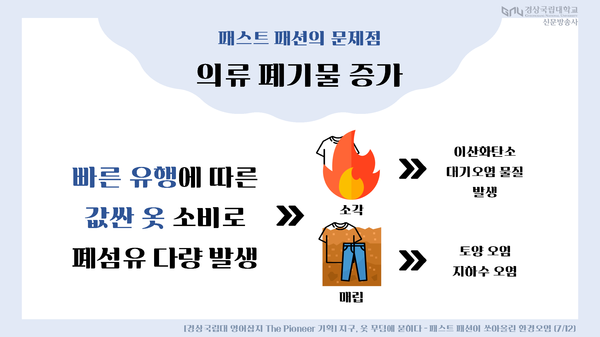 GNU 경상국립대학교
신문방송사
패스트 패션의 문제점
의류 폐기물 증가
빠른 유행에 따른
값싼 옷 소비로
폐섬유 다량 발생
소각
이산화탄소
대기오염 물질
발생
매립
토양 오염
지하수 오염
[경상국립대 영어잡지 The Pioneer 기획] 지구, 옷 무덤에 묻히다 - 패스트 패션이 쏘아올린 환경오염 (7/12)